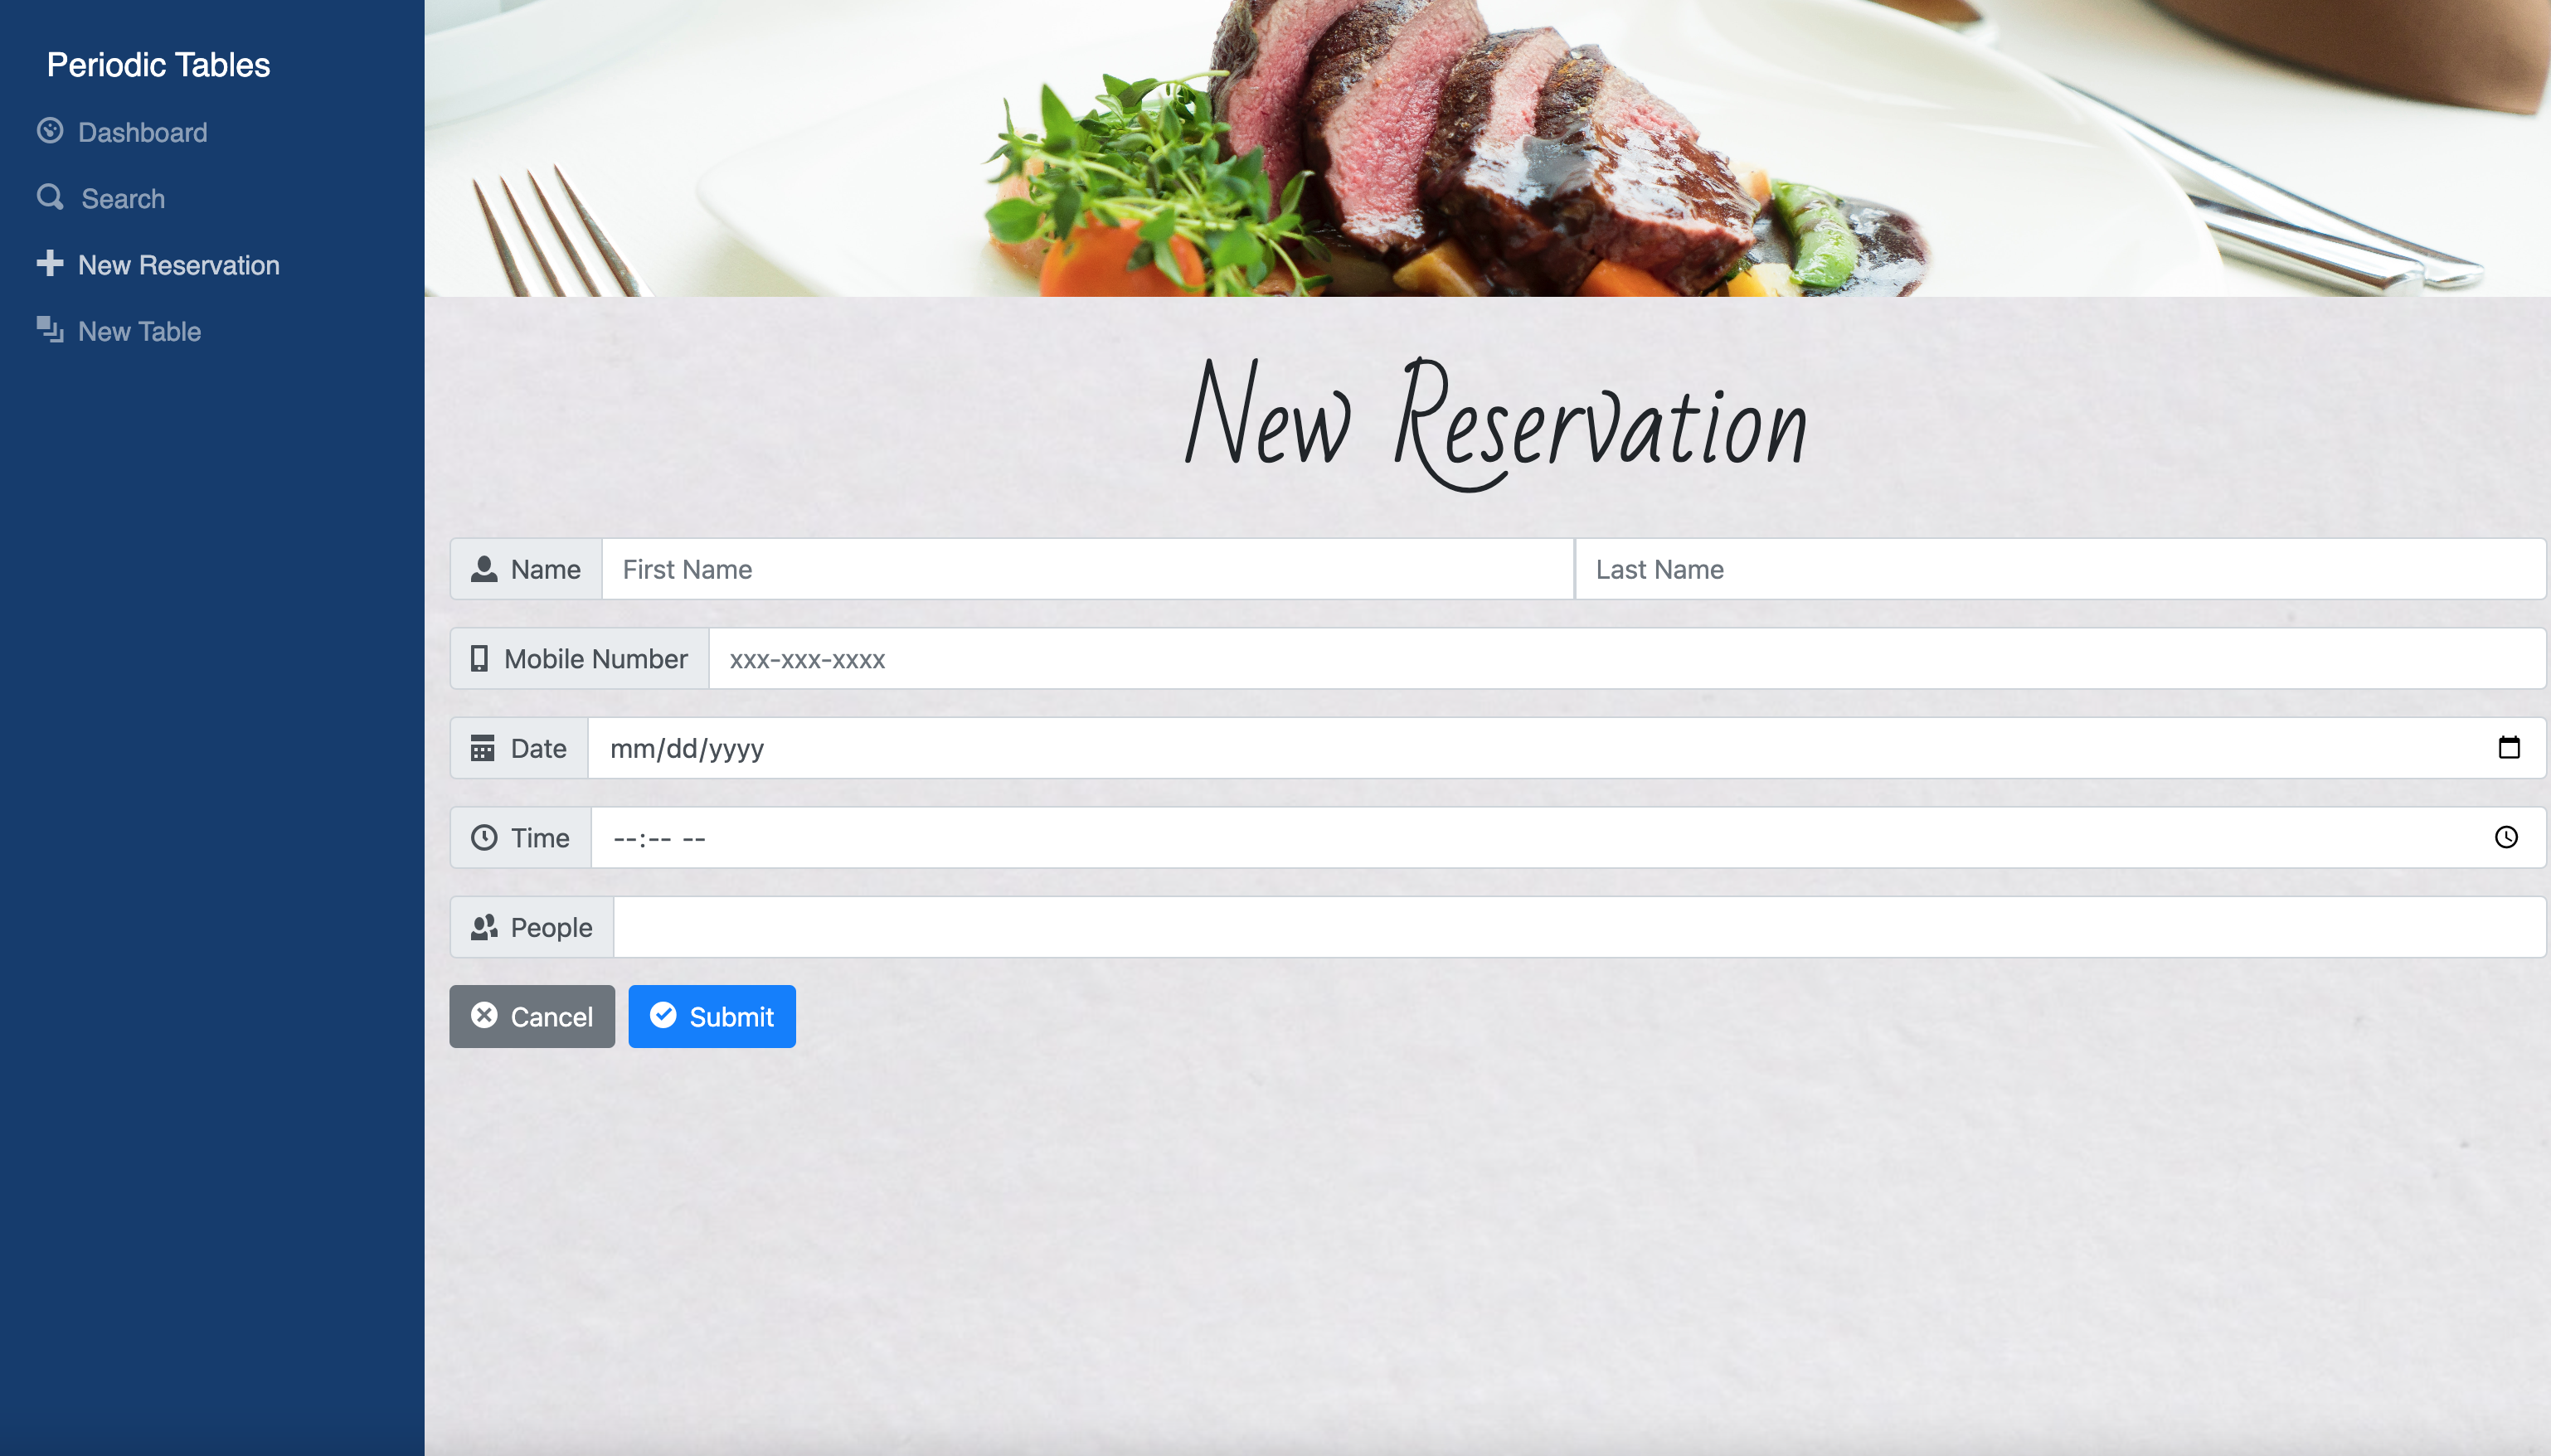 Periodic Tables
Dashboard
Search
New Reservation
New Table
New Reservation
Name First Name Last Name
Mobile Number xxx-xxx-xxxx
Date mm/dd/yyyy
Time --:-- --
People
Cancel Submit